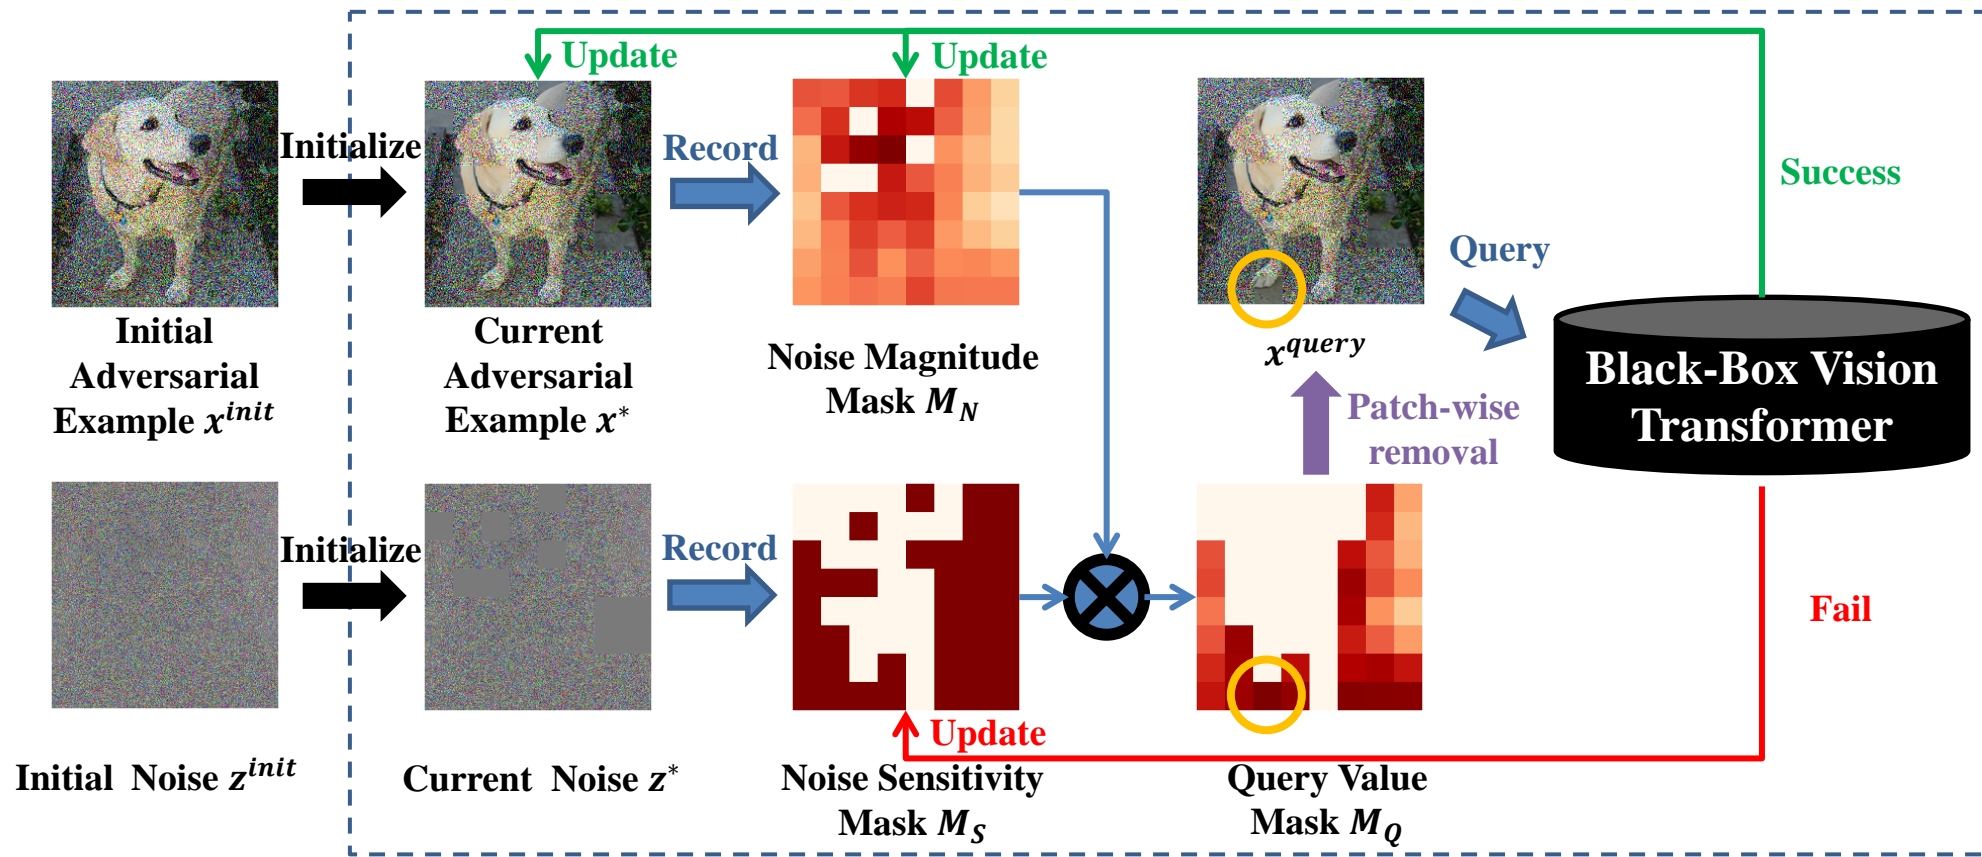 Update
Update
Initialize
Record
Success
Query
Initial
Adversarial
Example x^{init}
Current
Adversarial
Example x^*
Noise Magnitude
Mask M_N
x^{query}
Patch-wise
removal
Black-Box Vision
Transformer
Initialize
Record
Fail
Update
Initial Noise z^{init}
Current Noise z^*
Noise Sensitivity
Mask M_S
Query Value
Mask M_Q